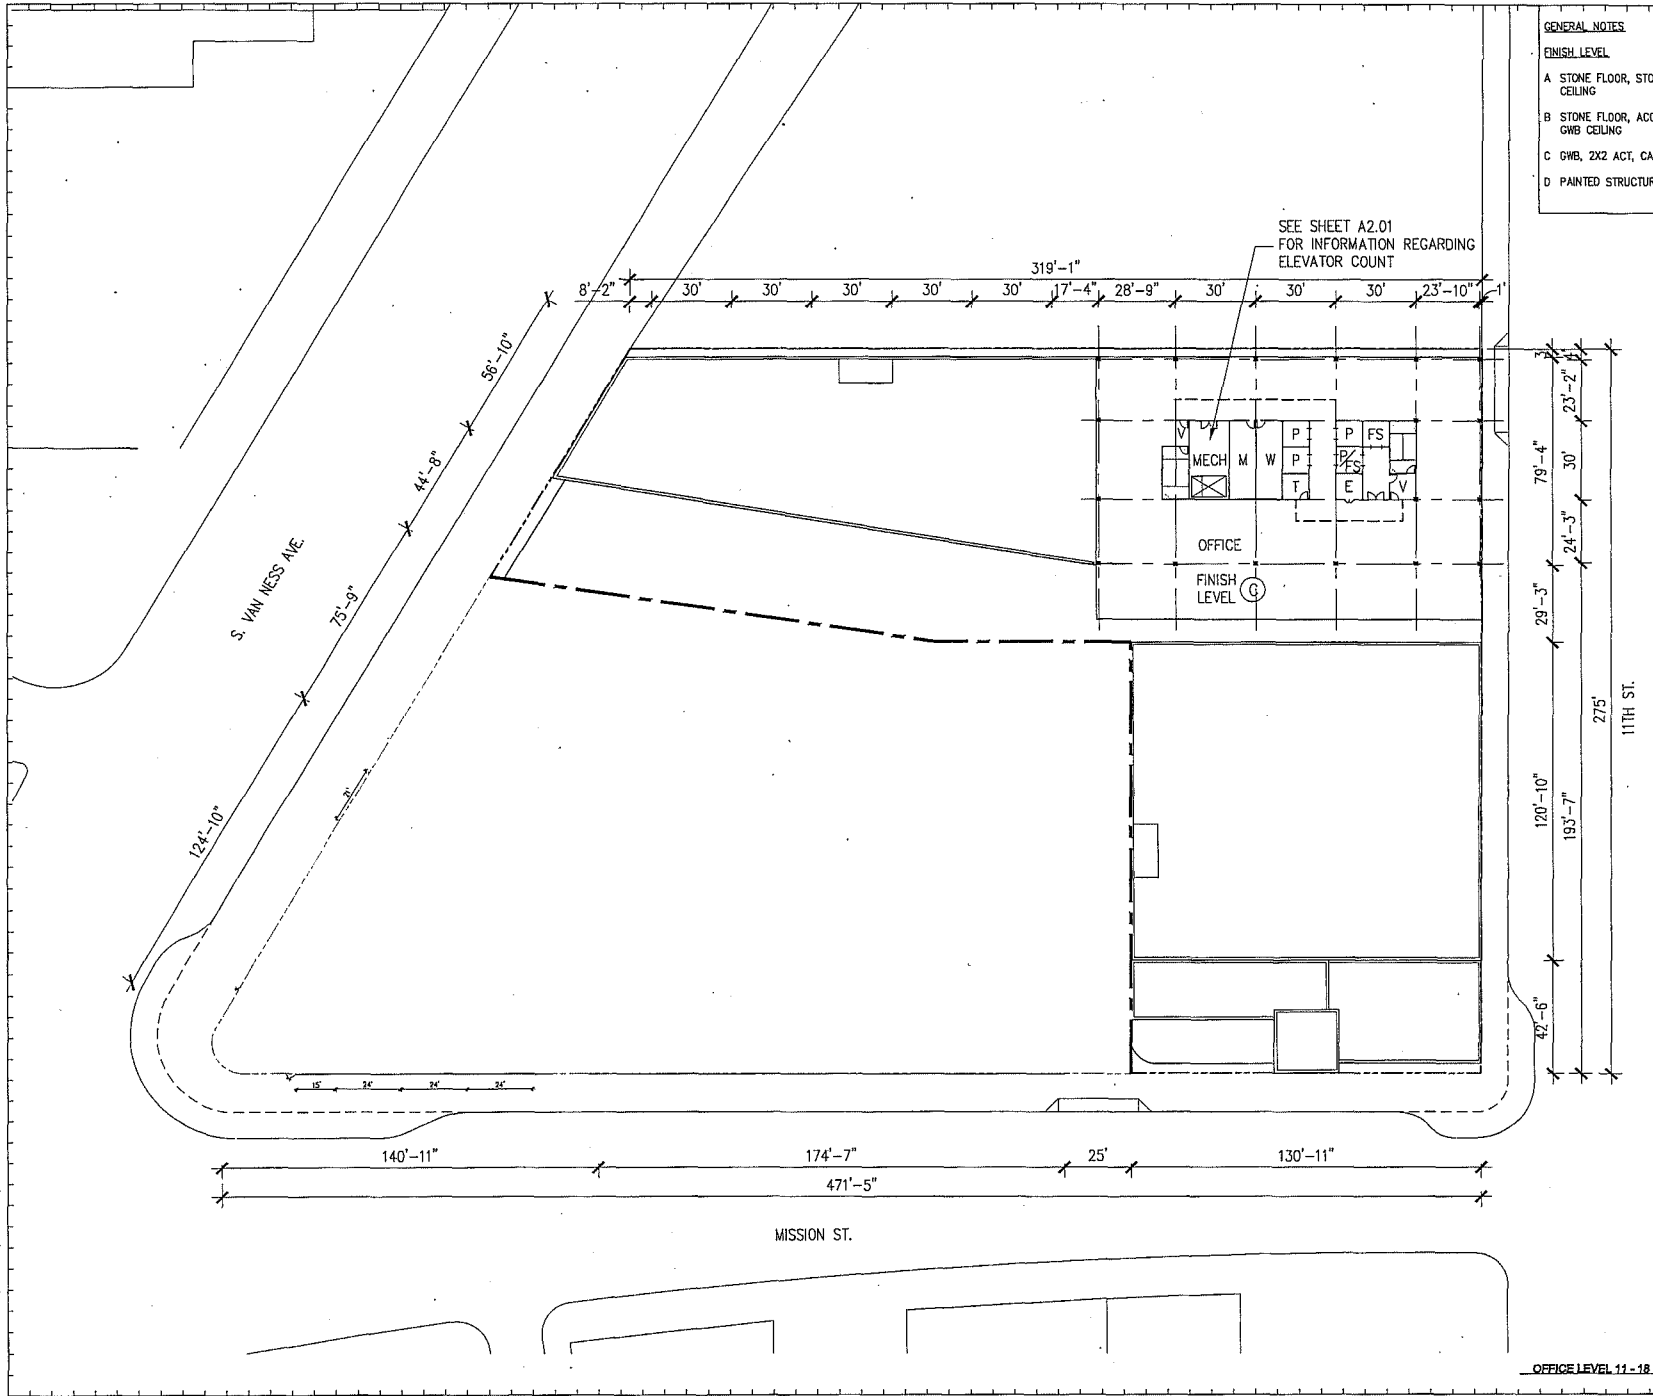 GENERAL NOTES
FINISH LEVEL
A STONE FLOOR, STO
CEILING
B STONE FLOOR, ACC
GWB CEILING
C GWB, 2X2 ACT, CA
D PAINTED STRUCTUR
SEE SHEET A2.01
FOR INFORMATION REGARDING
ELEVATOR COUNT
319'-1"
8'-2" 30' 30' 30' 30' 30' 17'-4" 28'-9" 30' 30' 30' 23'-10" 1'
56'-10"
44'-8"
75'-9"
124'-10"
S. VAN NESS AVE.
3' 1'
23'-2"
79'-4"
30'
24'-3"
29'-3"
275'
11TH ST.
120'-10"
193'-7"
42'-6"
V P P FS
MECH M W P P/FS
T E V
OFFICE
FINISH
LEVEL C
21'
15' 24' 24' 24'
140'-11" 174'-7" 25' 130'-11"
471'-5"
MISSION ST.
OFFICE LEVEL 11 - 18